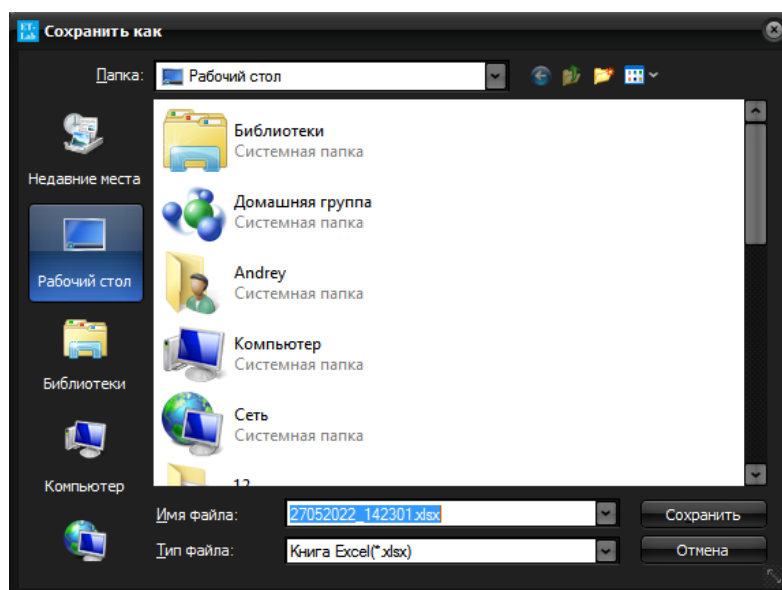 ET-
Lab
Сохранить как
Папка:
Рабочий стол
Недавние места
Рабочий стол
Библиотеки
Компьютер
Библиотеки
Системная папка
Домашняя группа
Системная папка
Andrey
Системная папка
Компьютер
Системная папка
Сеть
Системная папка
12
Имя файла:
27052022_142301.xlsx
Сохранить
Тип файла:
Книга Excel(*.xlsx)
Отмена